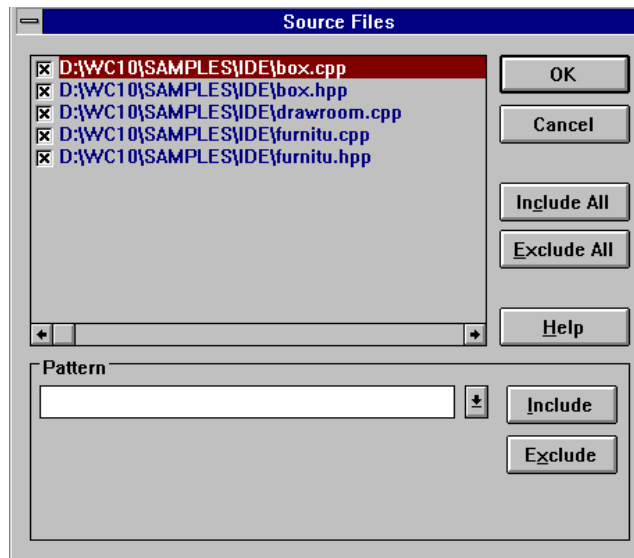 Source Files
D:\WC10\SAMPLES\IDE\box.cpp
D:\WC10\SAMPLES\IDE\box.hpp
D:\WC10\SAMPLES\IDE\drawroom.cpp
D:\WC10\SAMPLES\IDE\furnitu.cpp
D:\WC10\SAMPLES\IDE\furnitu.hpp
OK
Cancel
Include All
Exclude All
Help
Pattern
Include
Exclude